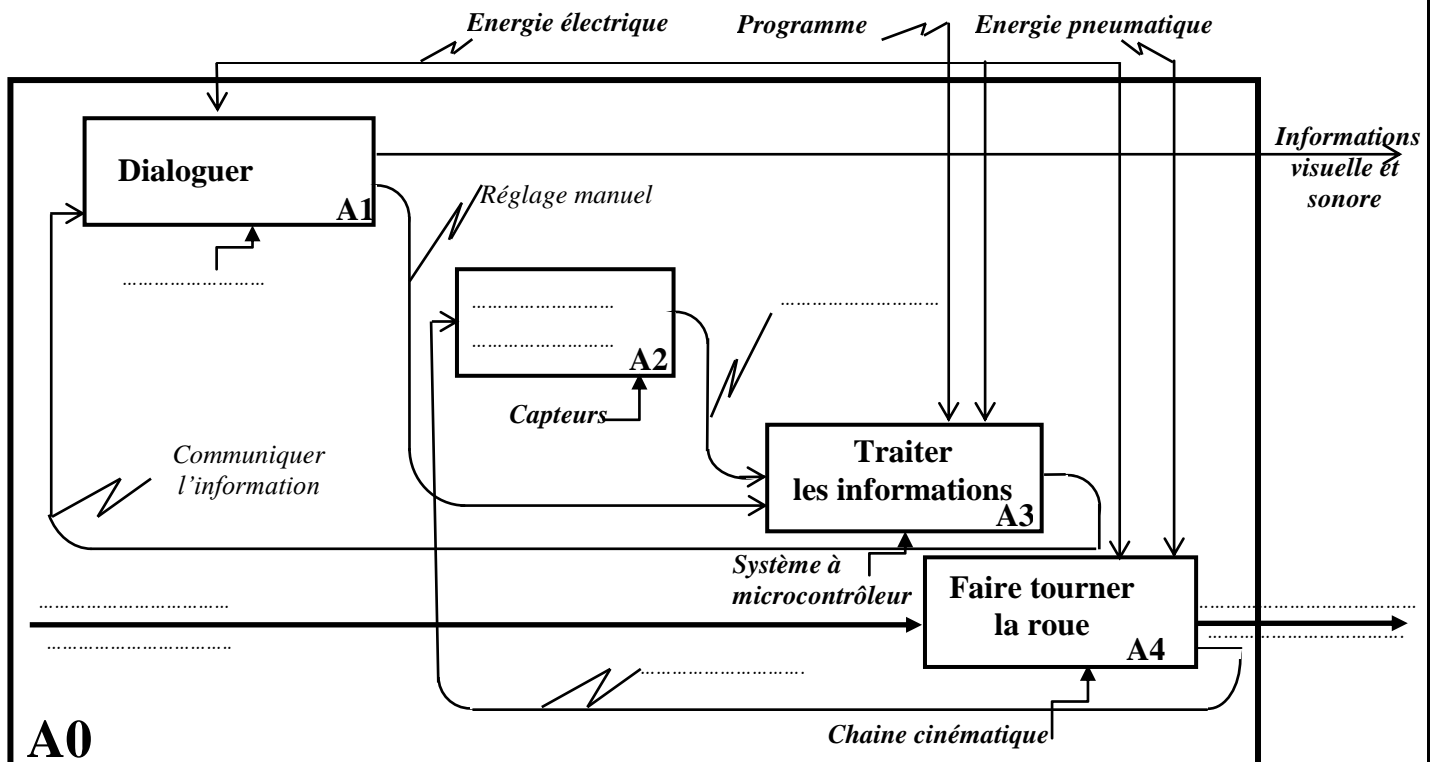 Energie électrique
Programme
Energie pneumatique
Dialoguer
A1
Informations
visuelle et
sonore
Réglage manuel
……………………
……………………
……………………
A2
………………………
Capteurs
Traiter
les informations
A3
Communiquer
l’information
Système à
microcontrôleur
Faire tourner
la roue
A4
……………………………
…………………………..
………………………………
…………………………….
……………………….
Chaine cinématique
A0